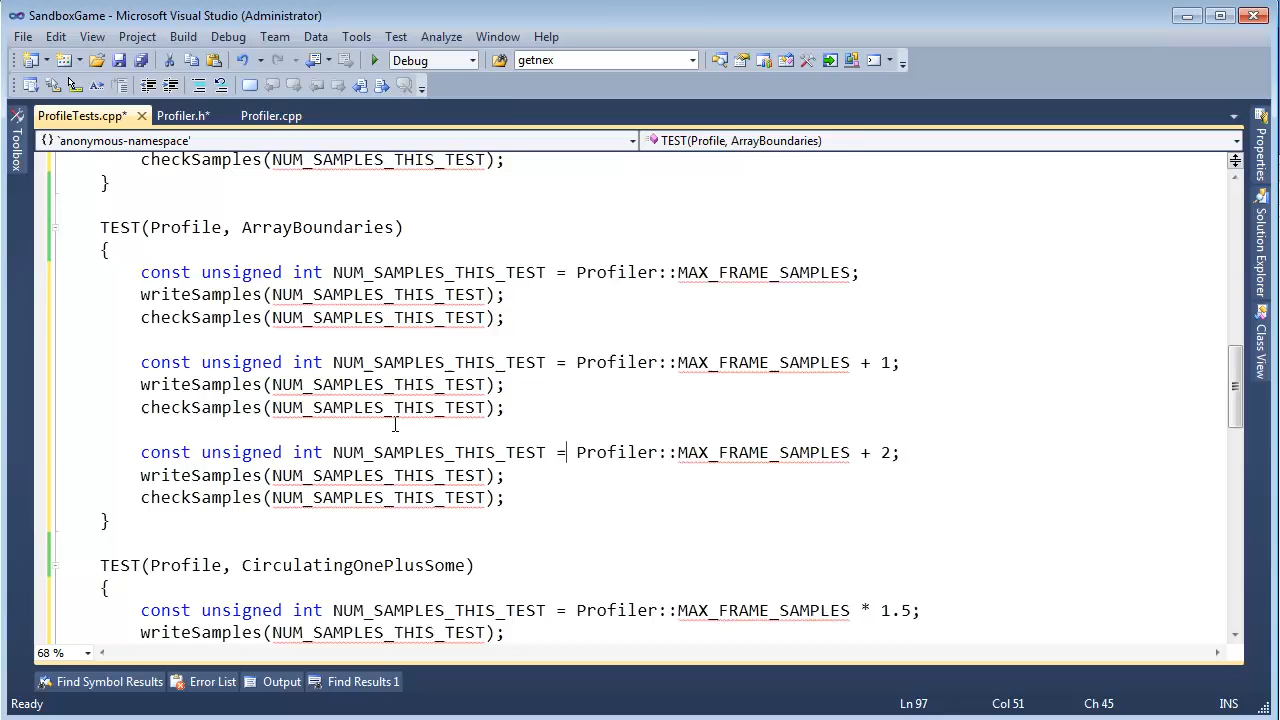 SandboxGame - Microsoft Visual Studio (Administrator)
File Edit View Project Build Debug Team Data Tools Test Analyze Window Help
Debug getnex
ProfileTests.cpp* Profiler.h* Profiler.cpp
{} `anonymous-namespace' TEST(Profile, ArrayBoundaries)
Toolbox
Properties
Solution Explorer
Class View
checkSamples(NUM_SAMPLES_THIS_TEST);
}
TEST(Profile, ArrayBoundaries)
{
const unsigned int NUM_SAMPLES_THIS_TEST = Profiler::MAX_FRAME_SAMPLES;
writeSamples(NUM_SAMPLES_THIS_TEST);
checkSamples(NUM_SAMPLES_THIS_TEST);
const unsigned int NUM_SAMPLES_THIS_TEST = Profiler::MAX_FRAME_SAMPLES + 1;
writeSamples(NUM_SAMPLES_THIS_TEST);
checkSamples(NUM_SAMPLES_THIS_TEST);
const unsigned int NUM_SAMPLES_THIS_TEST = Profiler::MAX_FRAME_SAMPLES + 2;
writeSamples(NUM_SAMPLES_THIS_TEST);
checkSamples(NUM_SAMPLES_THIS_TEST);
}
TEST(Profile, CirculatingOnePlusSome)
{
const unsigned int NUM_SAMPLES_THIS_TEST = Profiler::MAX_FRAME_SAMPLES * 1.5;
writeSamples(NUM_SAMPLES_THIS_TEST);
68 %
Find Symbol Results Error List Output Find Results 1
Ready Ln 97 Col 51 Ch 45 INS